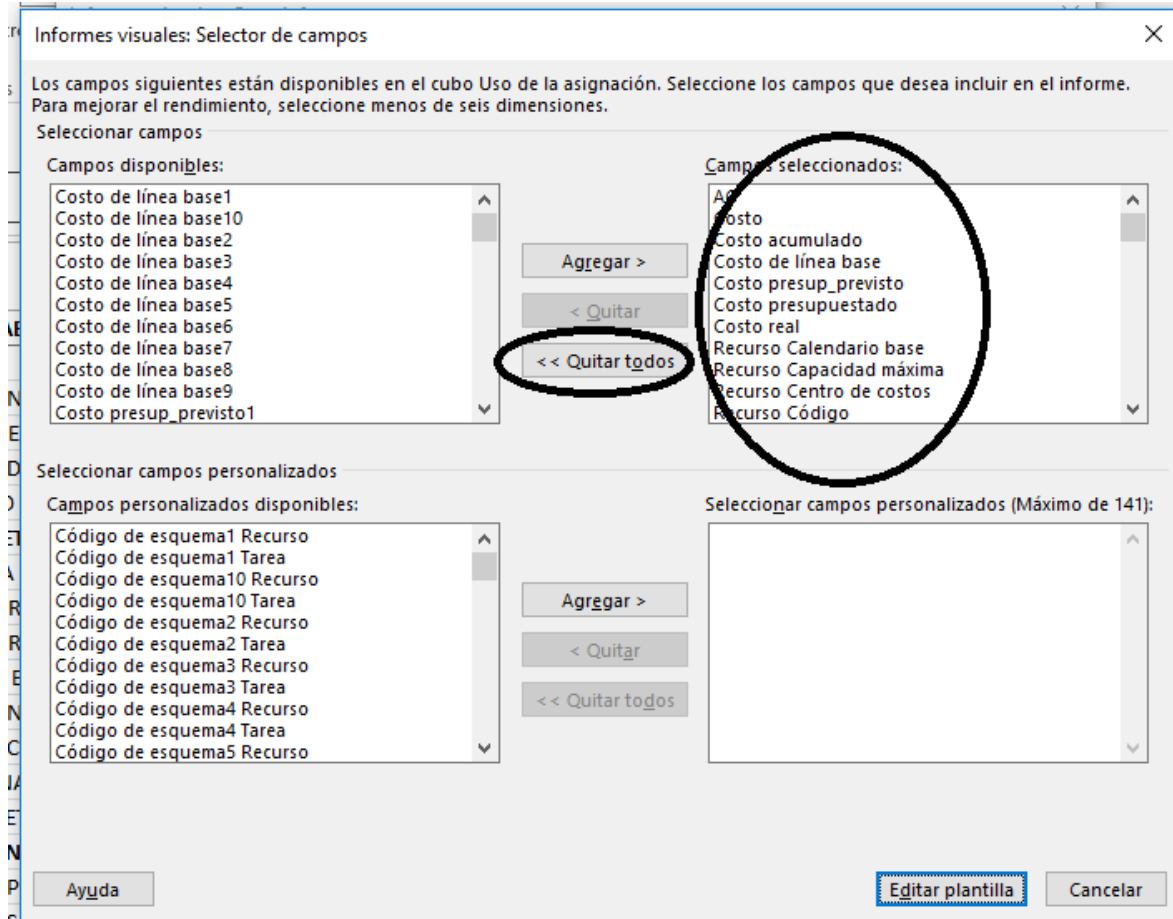 Informes visuales: Selector de campos
Los campos siguientes están disponibles en el cubo Uso de la asignación. Seleccione los campos que desea incluir en el informe.
Para mejorar el rendimiento, seleccione menos de seis dimensiones.
Seleccionar campos
Campos disponibles:
Costo de línea base1
Costo de línea base10
Costo de línea base2
Costo de línea base3
Costo de línea base4
Costo de línea base5
Costo de línea base6
Costo de línea base7
Costo de línea base8
Costo de línea base9
Costo presup_previsto1
Agregar >
< Quitar
<< Quitar todos
Campos seleccionados:
Costo
Costo acumulado
Costo de línea base
Costo presup_previsto
Costo presupuestado
Costo real
Recurso Calendario base
Recurso Capacidad máxima
Recurso Centro de costos
Recurso Código
Seleccionar campos personalizados
Campos personalizados disponibles:
Código de esquema1 Recurso
Código de esquema1 Tarea
Código de esquema10 Recurso
Código de esquema10 Tarea
Código de esquema2 Recurso
Código de esquema2 Tarea
Código de esquema3 Recurso
Código de esquema3 Tarea
Código de esquema4 Recurso
Código de esquema4 Tarea
Código de esquema5 Recurso
Agregar >
< Quitar
<< Quitar todos
Seleccionar campos personalizados (Máximo de 141):
Ayuda
Editar plantilla
Cancelar